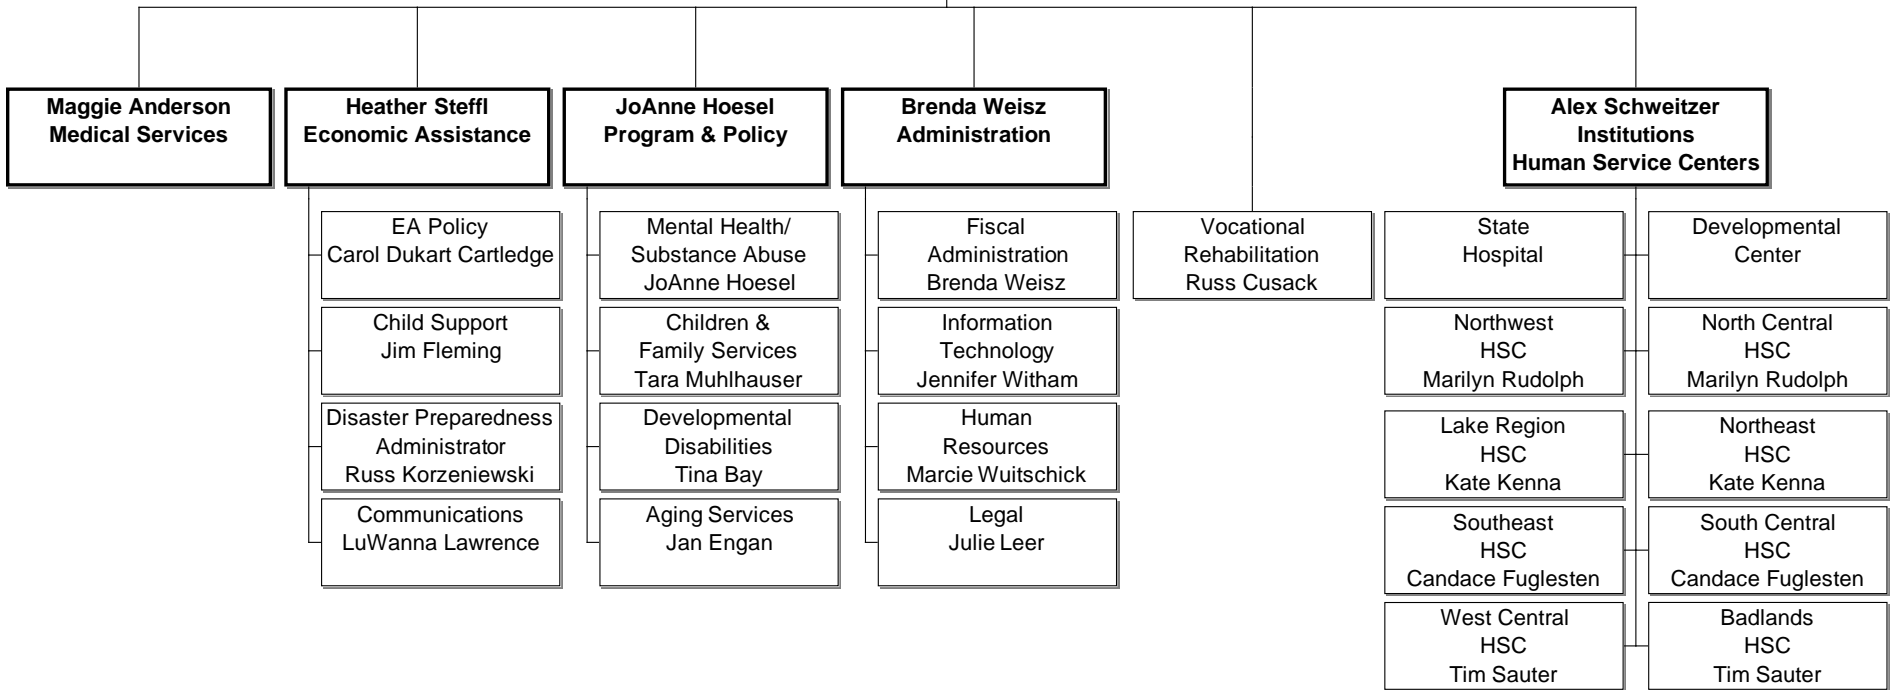 Maggie Anderson
Medical Services
Heather Steffl
Economic Assistance
JoAnne Hoesel
Program & Policy
Brenda Weisz
Administration
Alex Schweitzer
Institutions
Human Service Centers
EA Policy
Carol Dukart Cartledge
Child Support
Jim Fleming
Disaster Preparedness
Administrator
Russ Korzeniewski
Communications
LuWanna Lawrence
Mental Health/
Substance Abuse
JoAnne Hoesel
Children &
Family Services
Tara Muhlhauser
Developmental
Disabilities
Tina Bay
Aging Services
Jan Engan
Fiscal
Administration
Brenda Weisz
Information
Technology
Jennifer Witham
Human
Resources
Marcie Wuitschick
Legal
Julie Leer
Vocational
Rehabilitation
Russ Cusack
State
Hospital
Developmental
Center
Northwest
HSC
Marilyn Rudolph
North Central
HSC
Marilyn Rudolph
Lake Region
HSC
Kate Kenna
Northeast
HSC
Kate Kenna
Southeast
HSC
Candace Fuglesten
South Central
HSC
Candace Fuglesten
West Central
HSC
Tim Sauter
Badlands
HSC
Tim Sauter